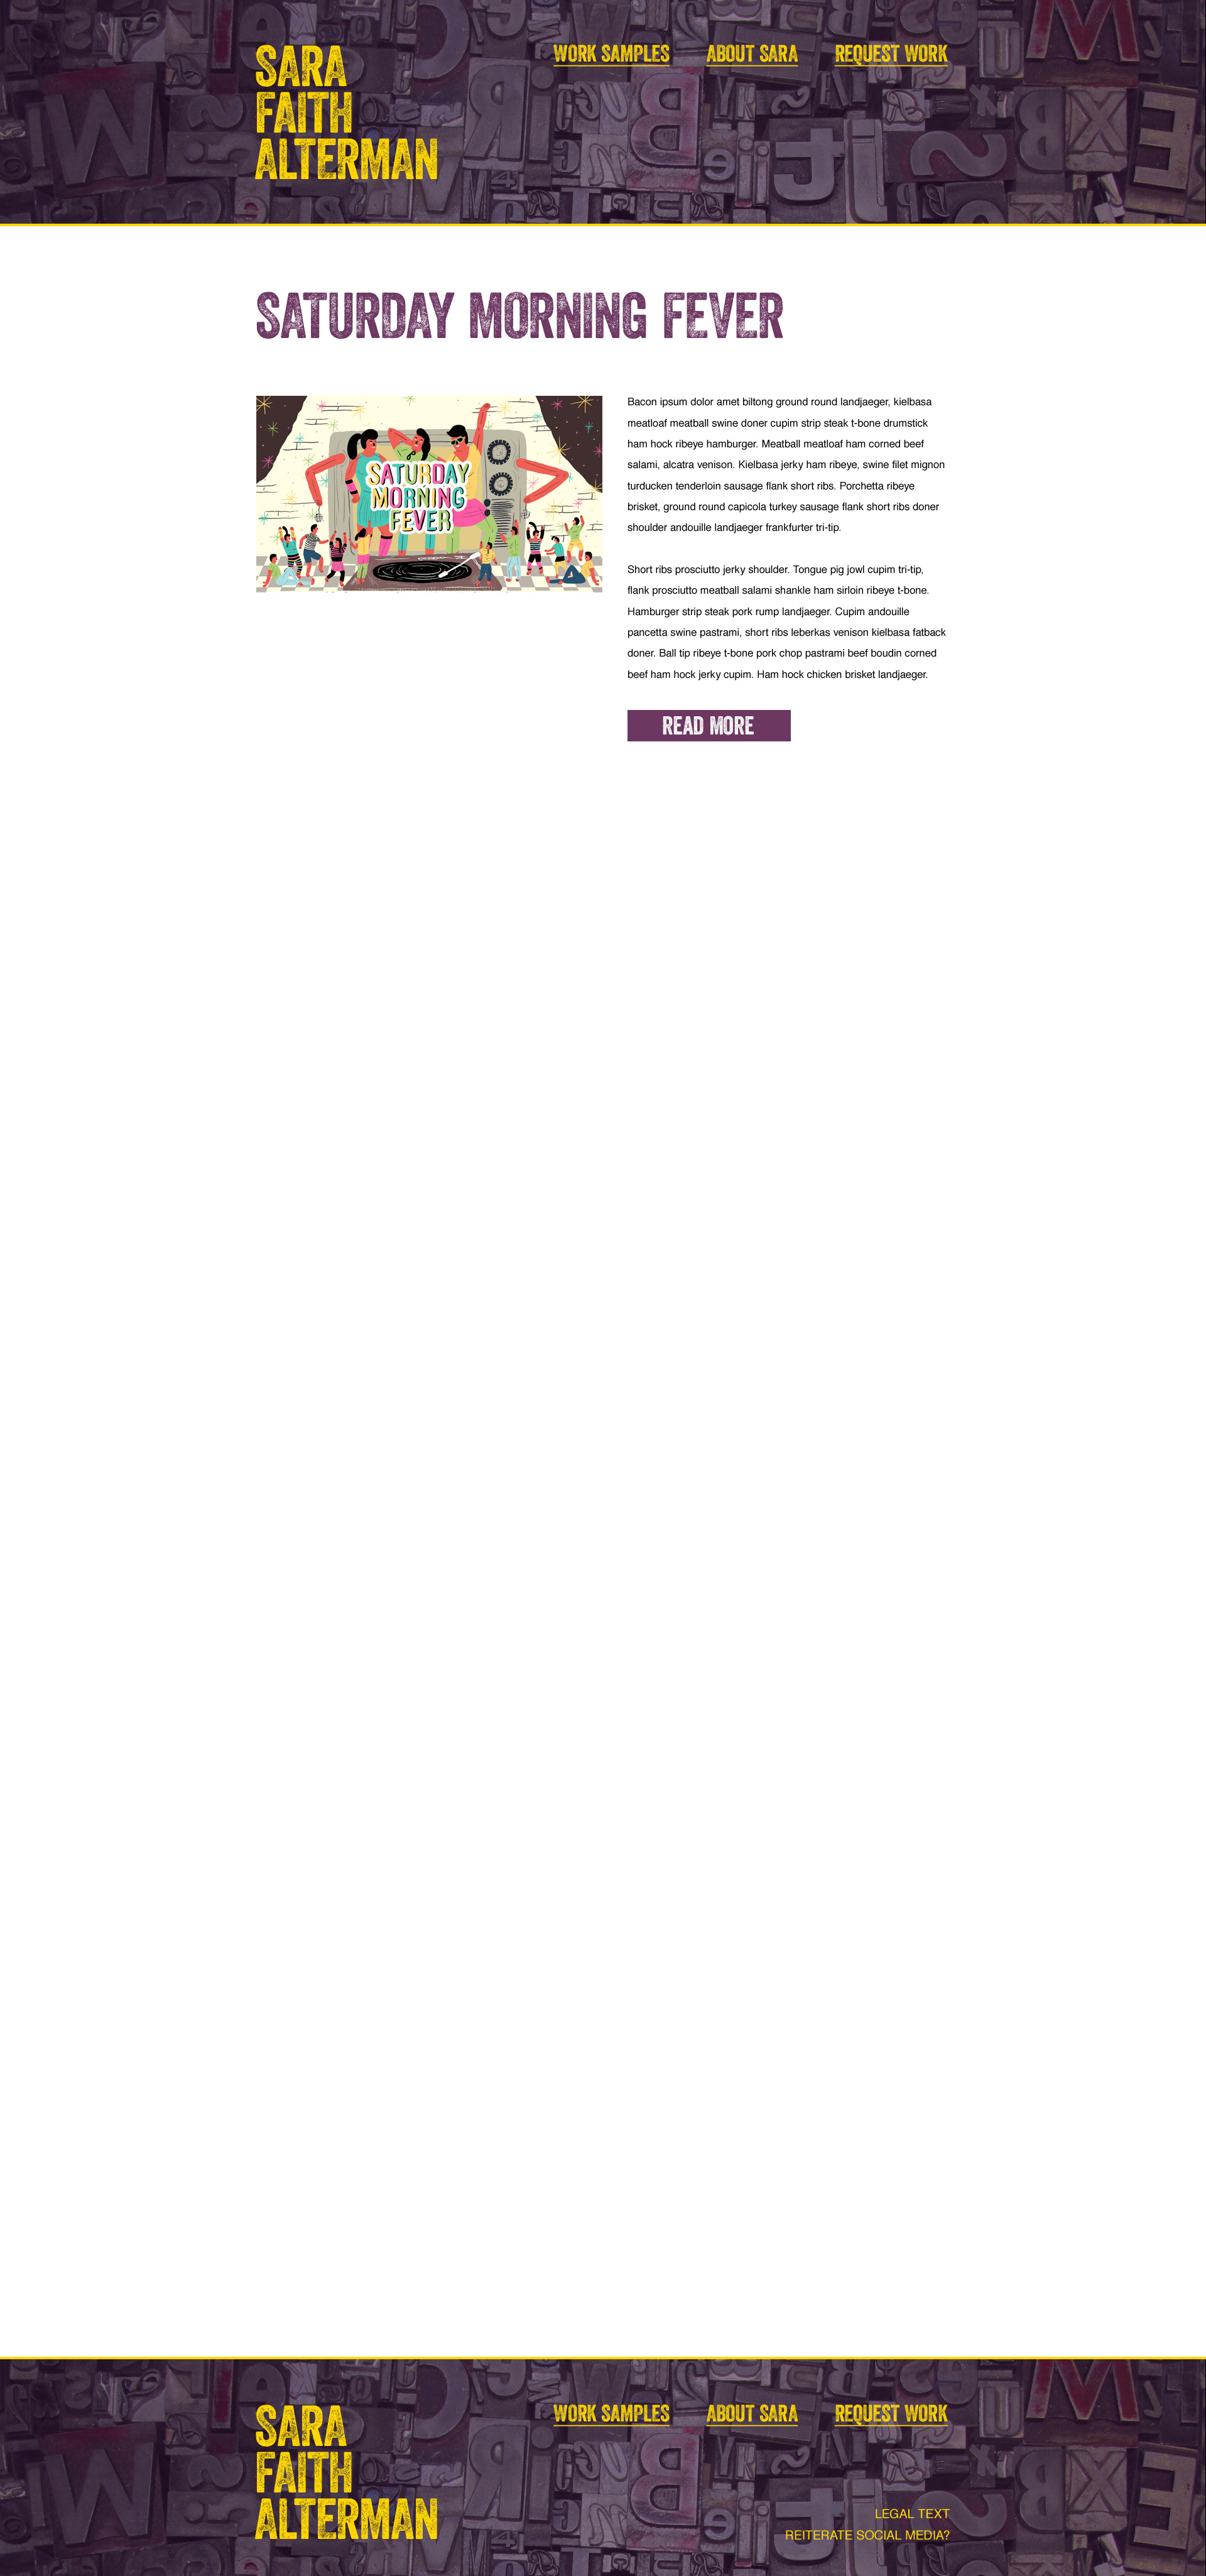 SARA
FAITH
ALTERMAN
WORK SAMPLES ABOUT SARA REQUEST WORK
SATURDAY MORNING FEVER
SATURDAY
MORNING
FEVER
Bacon ipsum dolor amet biltong ground round landjaeger, kielbasa
meatloaf meatball swine doner cupim strip steak t-bone drumstick
ham hock ribeye hamburger. Meatball meatloaf ham corned beef
salami, alcatra venison. Kielbasa jerky ham ribeye, swine filet mignon
turducken tenderloin sausage flank short ribs. Porchetta ribeye
brisket, ground round capicola turkey sausage flank short ribs doner
shoulder andouille landjaeger frankfurter tri-tip.
Short ribs prosciutto jerky shoulder. Tongue pig jowl cupim tri-tip,
flank prosciutto meatball salami shankle ham sirloin ribeye t-bone.
Hamburger strip steak pork rump landjaeger. Cupim andouille
pancetta swine pastrami, short ribs leberkas venison kielbasa fatback
doner. Ball tip ribeye t-bone pork chop pastrami beef boudin corned
beef ham hock jerky cupim. Ham hock chicken brisket landjaeger.
READ MORE
SARA
FAITH
ALTERMAN
WORK SAMPLES ABOUT SARA REQUEST WORK
LEGAL TEXT
REITERATE SOCIAL MEDIA?